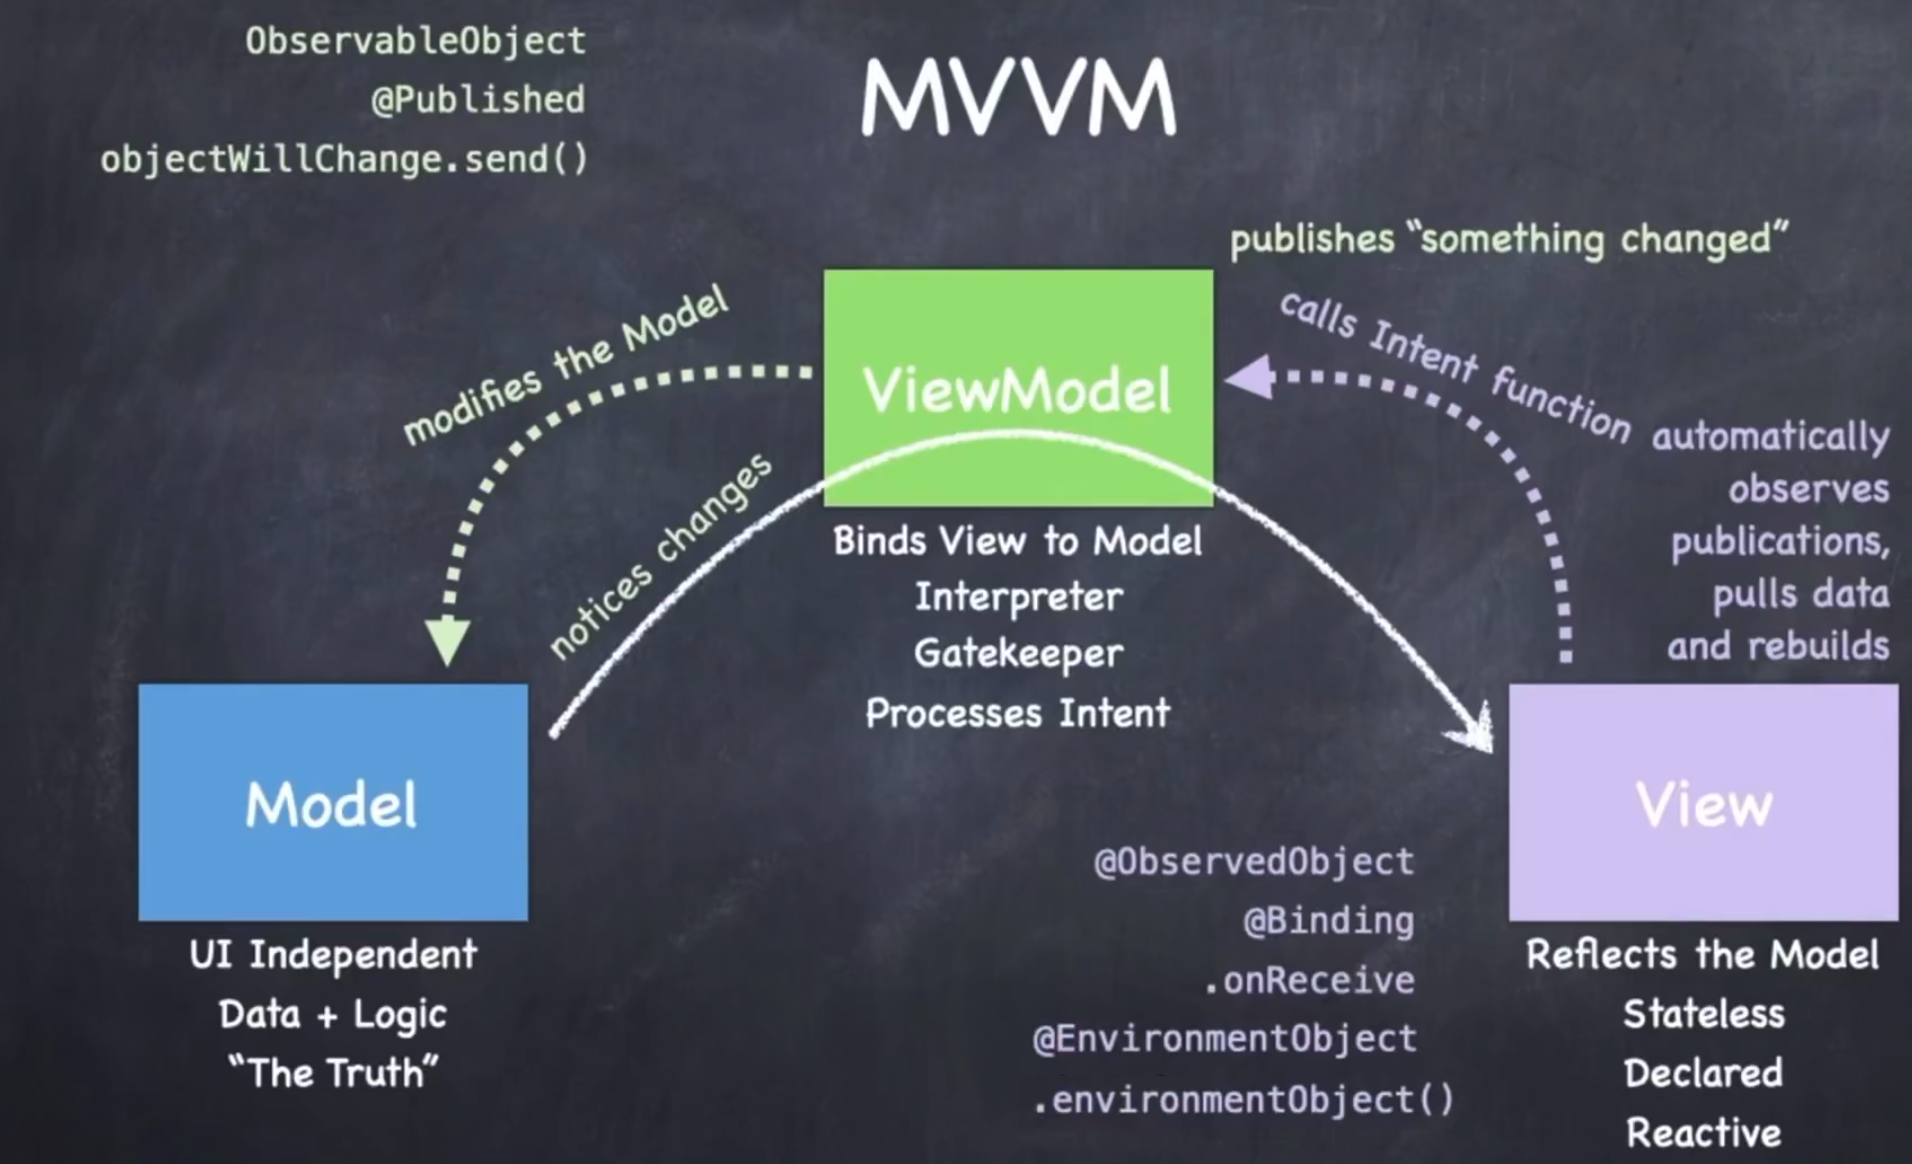 ObservableObject
@Published
objectWillChange.send()
MVVM
publishes “something changed”
modifies the Model
calls Intent function
notices changes
ViewModel
automatically
observes
publications,
pulls data
and rebuilds
Binds View to Model
Interpreter
Gatekeeper
Processes Intent
Model
View
UI Independent
Data + Logic
“The Truth”
@ObservedObject
@Binding
.onReceive
@EnvironmentObject
.environmentObject()
Reflects the Model
Stateless
Declared
Reactive